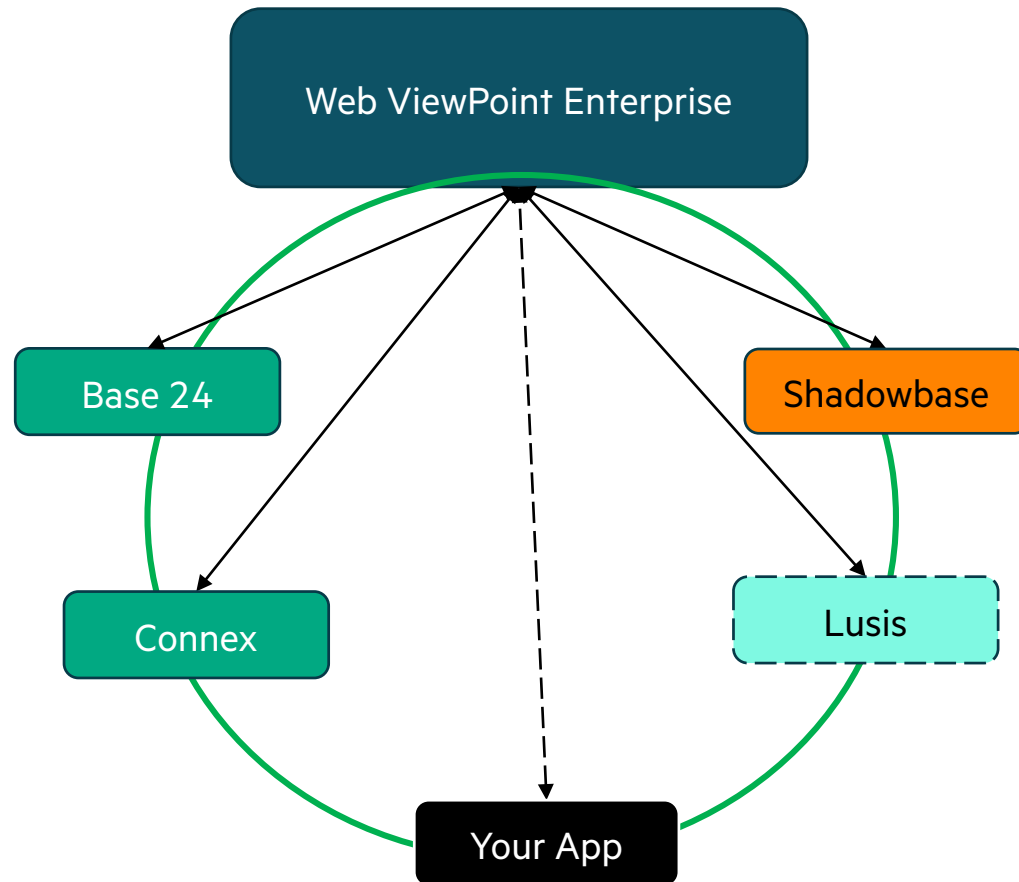 Web ViewPoint Enterprise
Base 24
Shadowbase
Connex
Lusis
Your App